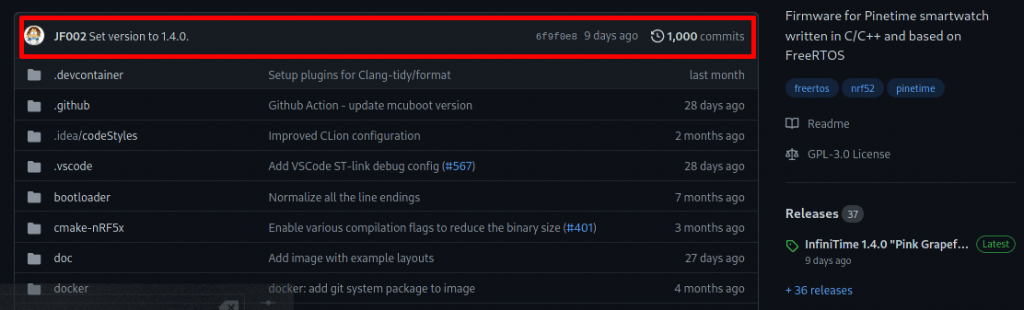 JF002 Set version to 1.4.0. 6f9f0e8 9 days ago 1,000 commits
.devcontainer Setup plugins for Clang-tidy/format last month
.github Github Action - update mcuboot version 28 days ago
.idea/codeStyles Improved CLion configuration 2 months ago
.vscode Add VSCode ST-link debug config (#567) 28 days ago
bootloader Normalize all the line endings 7 months ago
cmake-nRF5x Enable various compilation flags to reduce the binary size (#401) 3 months ago
doc Add image with example layouts 27 days ago
docker docker: add git system package to image 4 months ago
Firmware for Pinetime smartwatch
written in C/C++ and based on
FreeRTOS
freertos nrf52 pinetime
Readme
GPL-3.0 License
Releases 37
InfiniTime 1.4.0 "Pink Grapef... Latest
9 days ago
+ 36 releases